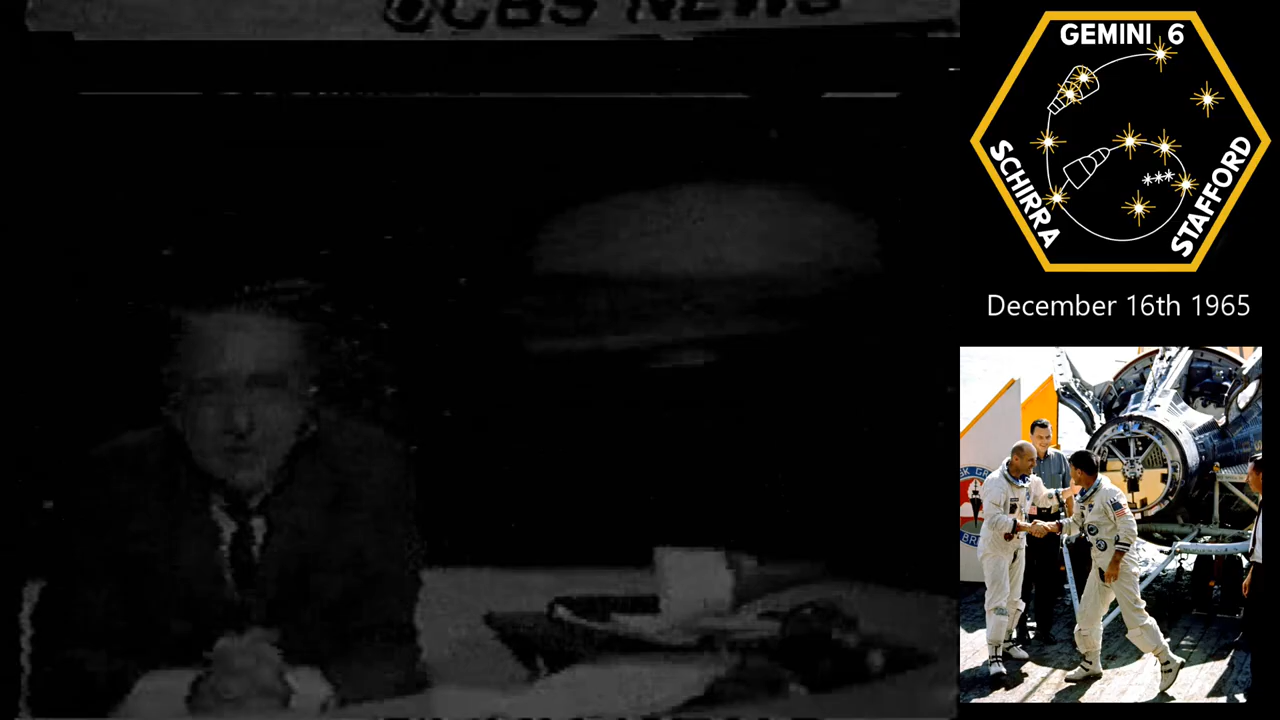 CBS NEWS
GEMINI 6
SCHIRRA
STAFFORD
December 16th 1965